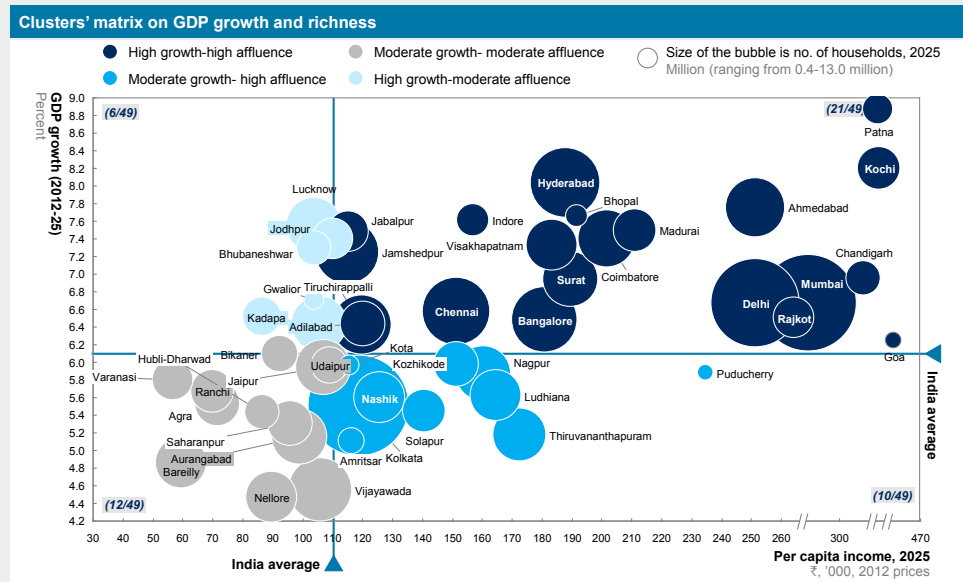 Clusters' matrix on GDP growth and richness
High growth-high affluence
Moderate growth- moderate affluence
Size of the bubble is no. of households, 2025
Moderate growth- high affluence
High growth-moderate affluence
Million (ranging from 0.4-13.0 million)
GDP growth (2012-25)
Percent
9.0
8.8
8.6
8.4
8.2
8.0
7.8
7.6
7.4
7.2
7.0
6.8
6.6
6.4
6.2
6.0
5.8
5.6
5.4
5.2
5.0
4.8
4.6
4.4
4.2
(6/49)
(21/49)
Patna
Kochi
Lucknow
Hyderabad
Bhopal
Ahmedabad
Jodhpur
Jabalpur
Indore
Madurai
Visakhapatnam
Bhubaneshwar
Jamshedpur
Coimbatore
Chandigarh
Surat
Gwalior
Tiruchirappalli
Mumbai
Delhi
Kadapa
Adilabad
Chennai
Bangalore
Rajkot
Goa
Hubli-Dharwad
Bikaner
Kota
Varanasi
Jaipur
Udaipur
Kozhikode
Nagpur
Puducherry
Ranchi
Nashik
Ludhiana
Agra
Solapur
Saharanpur
Thiruvananthapuram
Aurangabad
Amritsar
Kolkata
Bareilly
Nellore
Vijayawada
(12/49)
(10/49)
India average
30 40 50 60 70 80 90 100 110 120 130 140 150 160 170 180 190 200 210 220 230 240 250 260 300 470
India average
Per capita income, 2025
₹, '000, 2012 prices